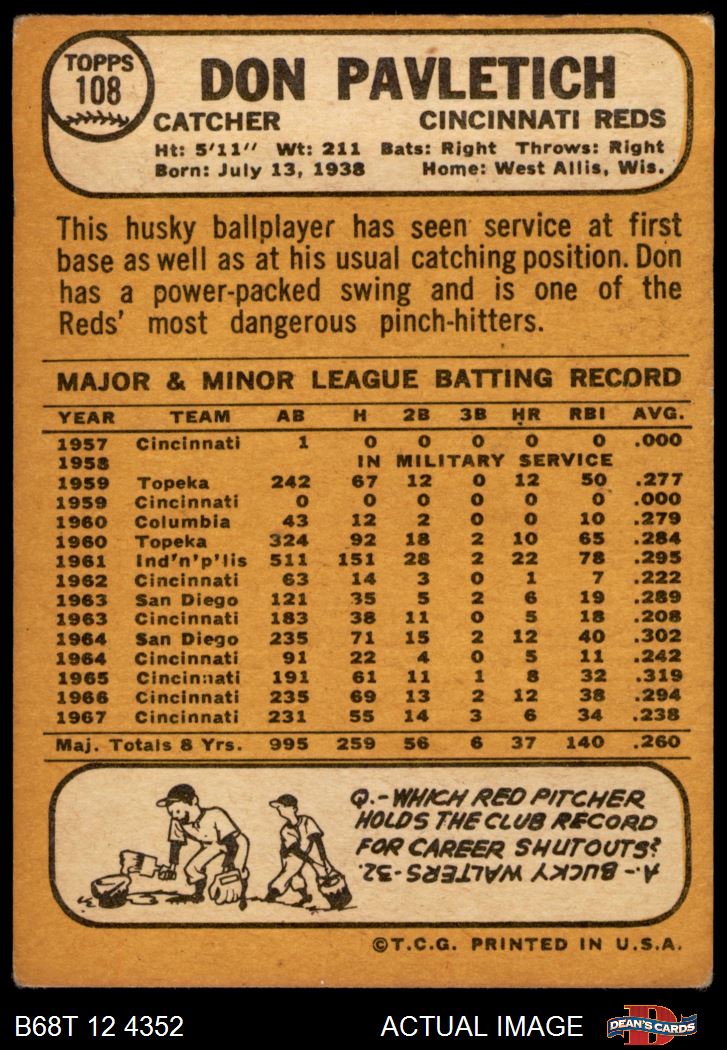 TOPPS
108
DON PAVLETICH
CATCHER CINCINNATI REDS
Ht: 5'11" Wt: 211 Bats: Right Throws: Right
Born: July 13, 1938 Home: West Allis, Wis.
This husky ballplayer has seen service at first
base as well as at his usual catching position. Don
has a power-packed swing and is one of the
Reds' most dangerous pinch-hitters.
MAJOR & MINOR LEAGUE BATTING RECORD
YEAR TEAM AB H 2B 3B HR RBI AVG.
1957 Cincinnati 1 0 0 0 0 0 .000
1958 IN MILITARY SERVICE
1959 Topeka 242 67 12 0 12 50 .277
1959 Cincinnati 0 0 0 0 0 0 .000
1960 Columbia 43 12 2 0 0 10 .279
1960 Topeka 324 92 18 2 10 65 .284
1961 Ind'n'p'lis 511 151 28 2 22 78 .295
1962 Cincinnati 63 14 3 0 1 7 .222
1963 San Diego 121 35 5 2 6 19 .289
1963 Cincinnati 183 38 11 0 5 18 .208
1964 San Diego 235 71 15 2 12 40 .302
1964 Cincinnati 91 22 4 0 5 11 .242
1965 Cincinnati 191 61 11 1 8 32 .319
1966 Cincinnati 235 69 13 2 12 38 .294
1967 Cincinnati 231 55 14 3 6 34 .238
Maj. Totals 8 Yrs. 995 259 56 6 37 140 .260
Q.-WHICH RED PITCHER
HOLDS THE CLUB RECORD
FOR CAREER SHUTOUTS?
A.-BUCKY WALTERS-32.
©T.C.G. PRINTED IN U.S.A.
B68T 12 4352 ACTUAL IMAGE DEAN'S CARDS